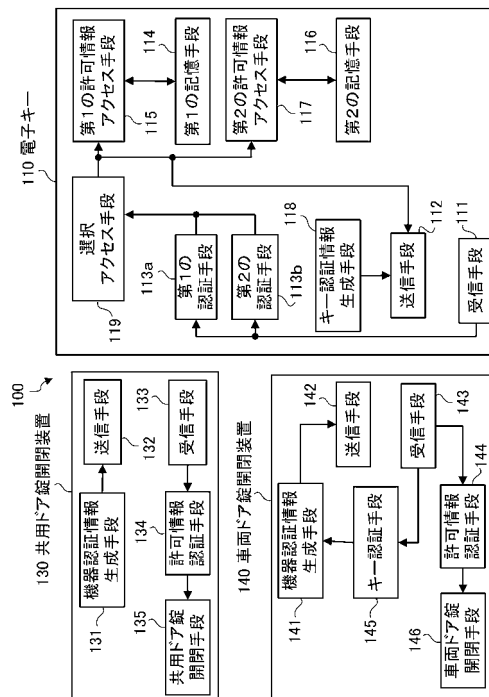 100
130 共用ドア錠開閉装置
機器認証情報
生成手段
131
送信手段
132
受信手段
133
許可情報
認証手段
134
共用ドア錠
開閉手段
135
140 車両ドア錠開閉装置
機器認証情報
生成手段
141
送信手段
142
受信手段
143
キー認証手段
145
許可情報
認証手段
144
車両ドア錠
開閉手段
146
110 電子キー
選択
アクセス手段
119
第1の許可情報
アクセス手段
115
第1の記憶手段
114
第2の許可情報
アクセス手段
117
第2の記憶手段
116
113a
第1の
認証手段
第2の
認証手段
113b
キー認証情報
生成手段
118
送信手段
112
受信手段
111